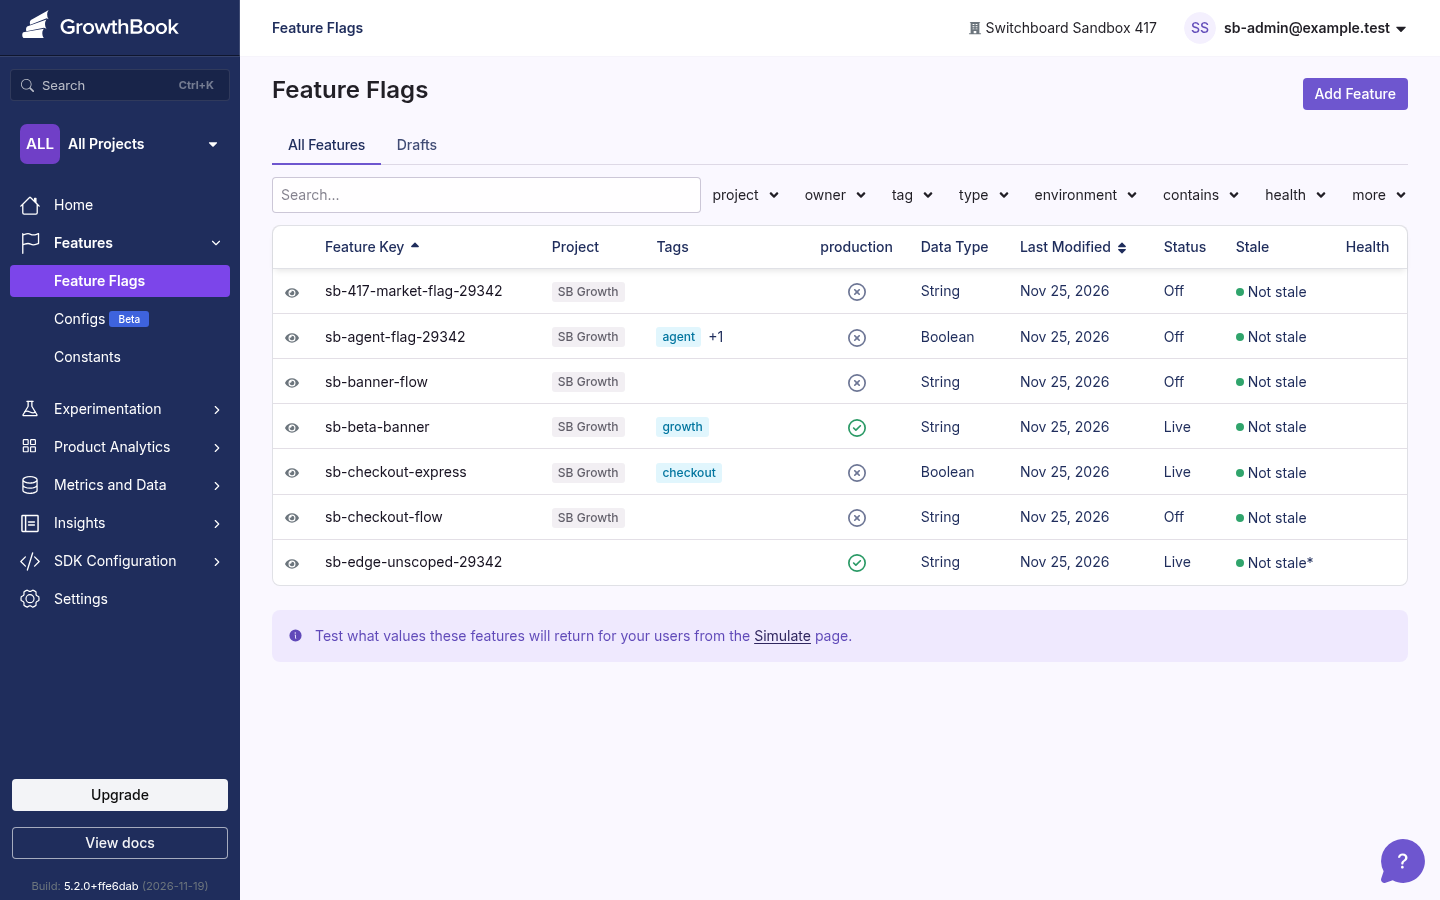 GrowthBook
Feature Flags
Switchboard Sandbox 417
SS
sb-admin@example.test
Search
Ctrl+K
ALL
All Projects
Home
Features
Feature Flags
Configs Beta
Constants
Experimentation
Product Analytics
Metrics and Data
Insights
SDK Configuration
Settings
Upgrade
View docs
Build: 5.2.0+ffe6dab (2026-11-19)
Feature Flags
Add Feature
All Features Drafts
Search... project owner tag type environment contains health more
Feature Key Project Tags production Data Type Last Modified Status Stale Health
sb-417-market-flag-29342 SB Growth String Nov 25, 2026 Off Not stale
sb-agent-flag-29342 SB Growth agent +1 Boolean Nov 25, 2026 Off Not stale
sb-banner-flow SB Growth String Nov 25, 2026 Off Not stale
sb-beta-banner SB Growth growth String Nov 25, 2026 Live Not stale
sb-checkout-express SB Growth checkout Boolean Nov 25, 2026 Live Not stale
sb-checkout-flow SB Growth String Nov 25, 2026 Off Not stale
sb-edge-unscoped-29342 String Nov 25, 2026 Live Not stale*
Test what values these features will return for your users from the Simulate page.
?